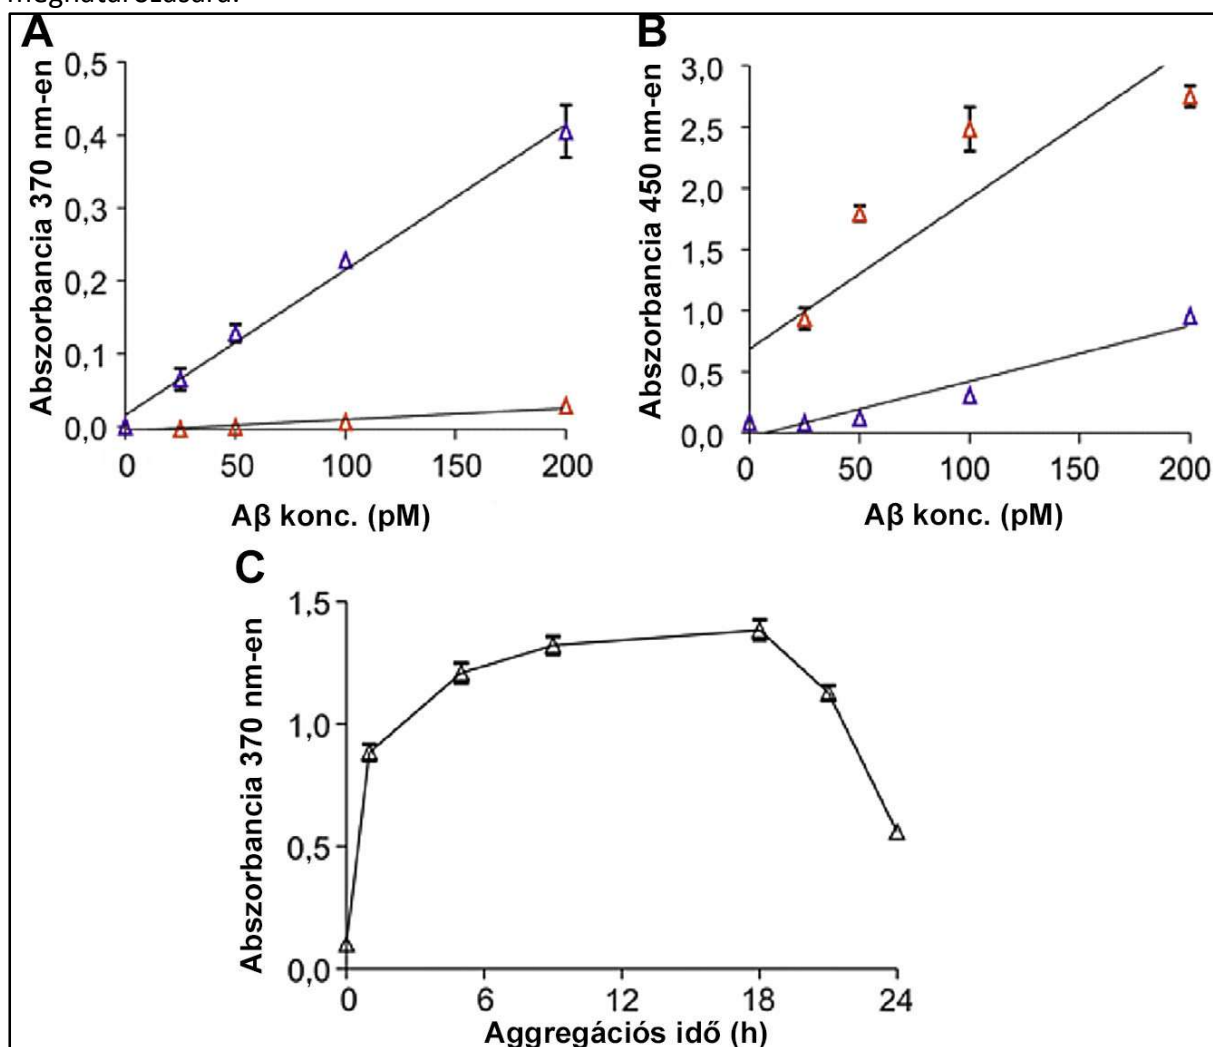 meghatározására.
A
Abszorbancia 370 nm-en
0,5
0,4
0,3
0,2
0,1
0,0
0 50 100 150 200
Aβ konc. (pM)
B
Abszorbancia 450 nm-en
3,0
2,5
2,0
1,5
1,0
0,5
0,0
0 50 100 150 200
Aβ konc. (pM)
C
Abszorbancia 370 nm-en
1,5
1,0
0,5
0,0
0 6 12 18 24
Aggregációs idő (h)